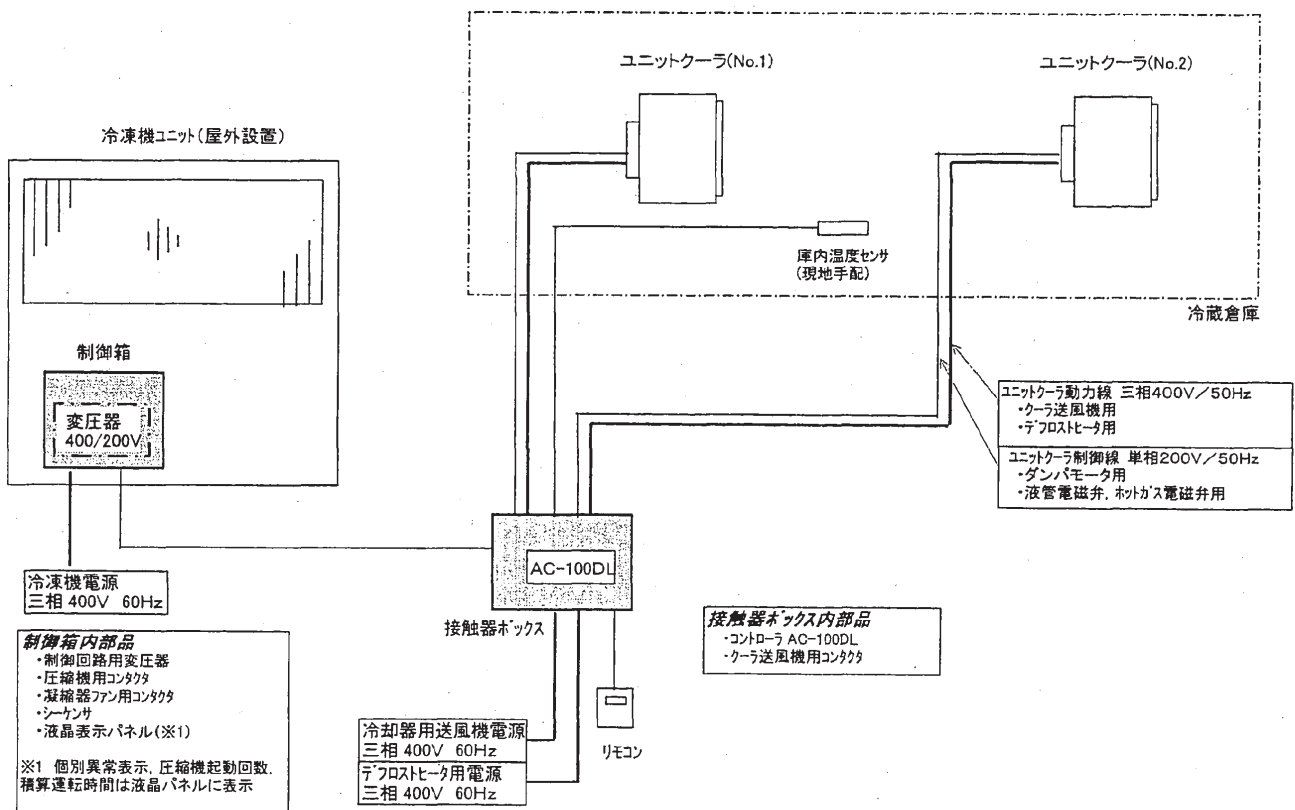 ユニットクーラ(No.1)
ユニットクーラ(No.2)
冷凍機ユニット(屋外設置)
庫内温度センサ
(現地手配)
冷蔵倉庫
制御箱
変圧器
400/200V
ユニットクーラ動力線 三相400V/50Hz
・クーラ送風機用
・デフロストヒータ用
ユニットクーラ制御線 単相200V/50Hz
・ダンパモータ用
・液管電磁弁, ホットガス電磁弁用
AC-100DL
冷凍機電源
三相 400V 60Hz
接触器ボックス
接触器ボックス内部品
・コントローラ AC-100DL
・クーラ送風機用コンタクタ
制御箱内部品
・制御回路用変圧器
・圧縮機用コンタクタ
・凝縮器ファン用コンタクタ
・シーケンサ
・液晶表示パネル(※1)
※1 個別異常表示, 圧縮機起動回数,
積算運転時間は液晶パネルに表示
冷却器用送風機電源
三相 400V 60Hz
デフロストヒータ用電源
三相 400V 60Hz
リモコン